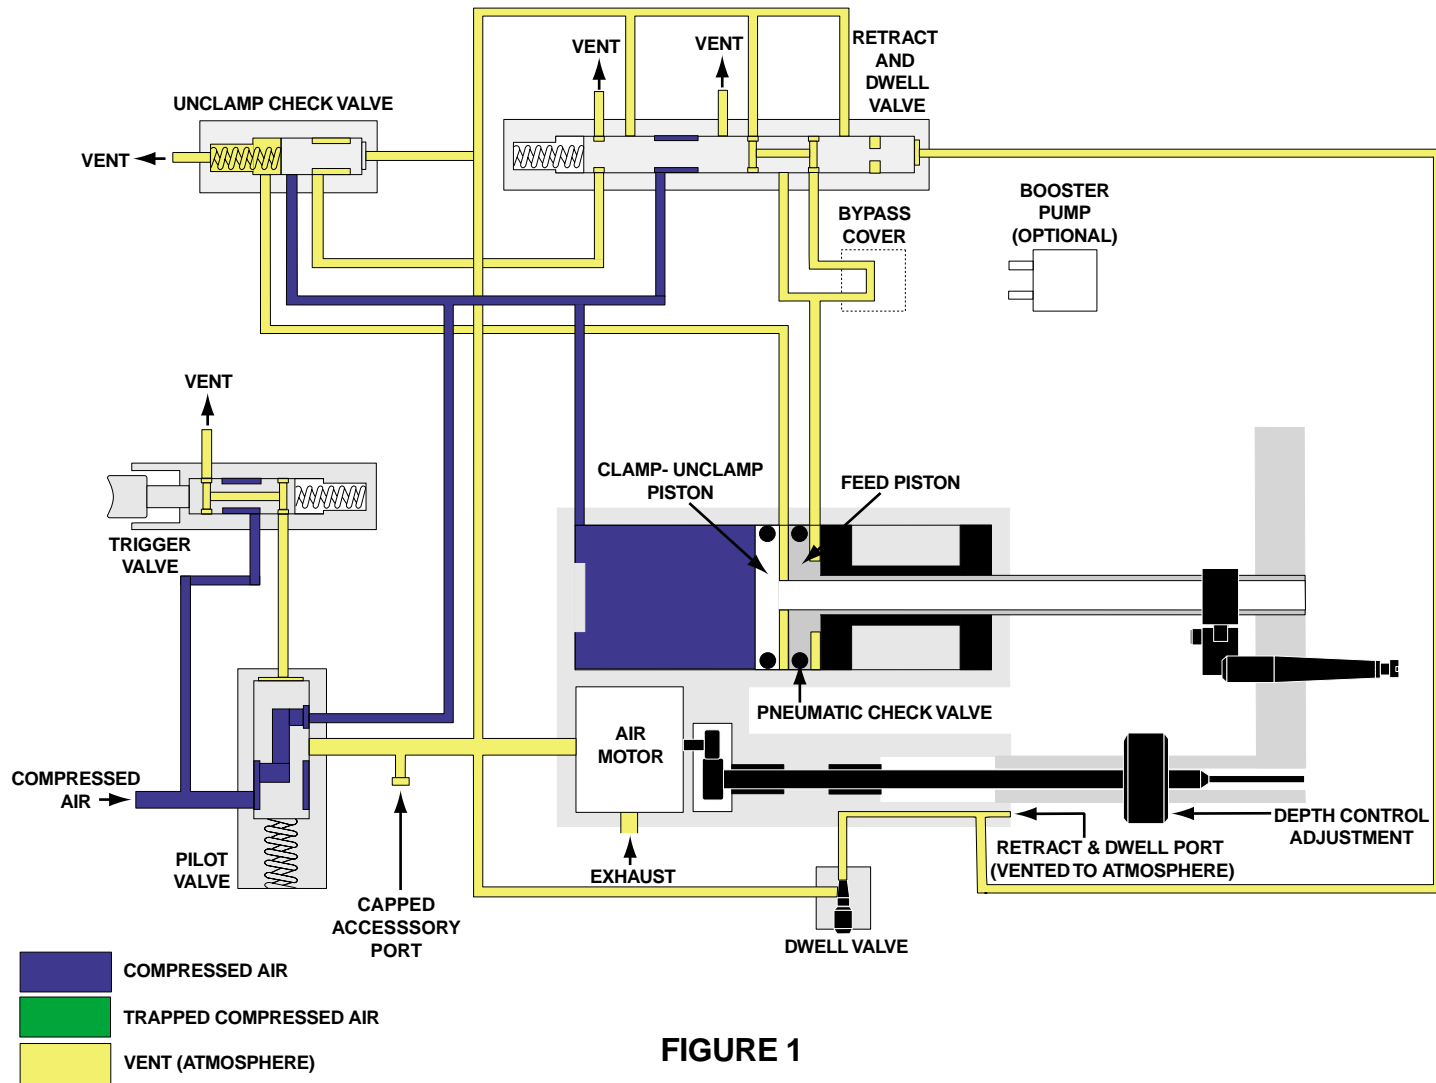 VENT
VENT
RETRACT
AND
DWELL
VALVE
UNCLAMP CHECK VALVE
VENT
BYPASS
COVER
BOOSTER
PUMP
(OPTIONAL)
VENT
TRIGGER
VALVE
CLAMP- UNCLAMP
PISTON
FEED PISTON
PNEUMATIC CHECK VALVE
AIR
MOTOR
COMPRESSED
AIR
PILOT
VALVE
EXHAUST
CAPPED
ACCESSSORY
PORT
DWELL VALVE
RETRACT & DWELL PORT
(VENTED TO ATMOSPHERE)
DEPTH CONTROL
ADJUSTMENT
COMPRESSED AIR
TRAPPED COMPRESSED AIR
VENT (ATMOSPHERE)
FIGURE 1